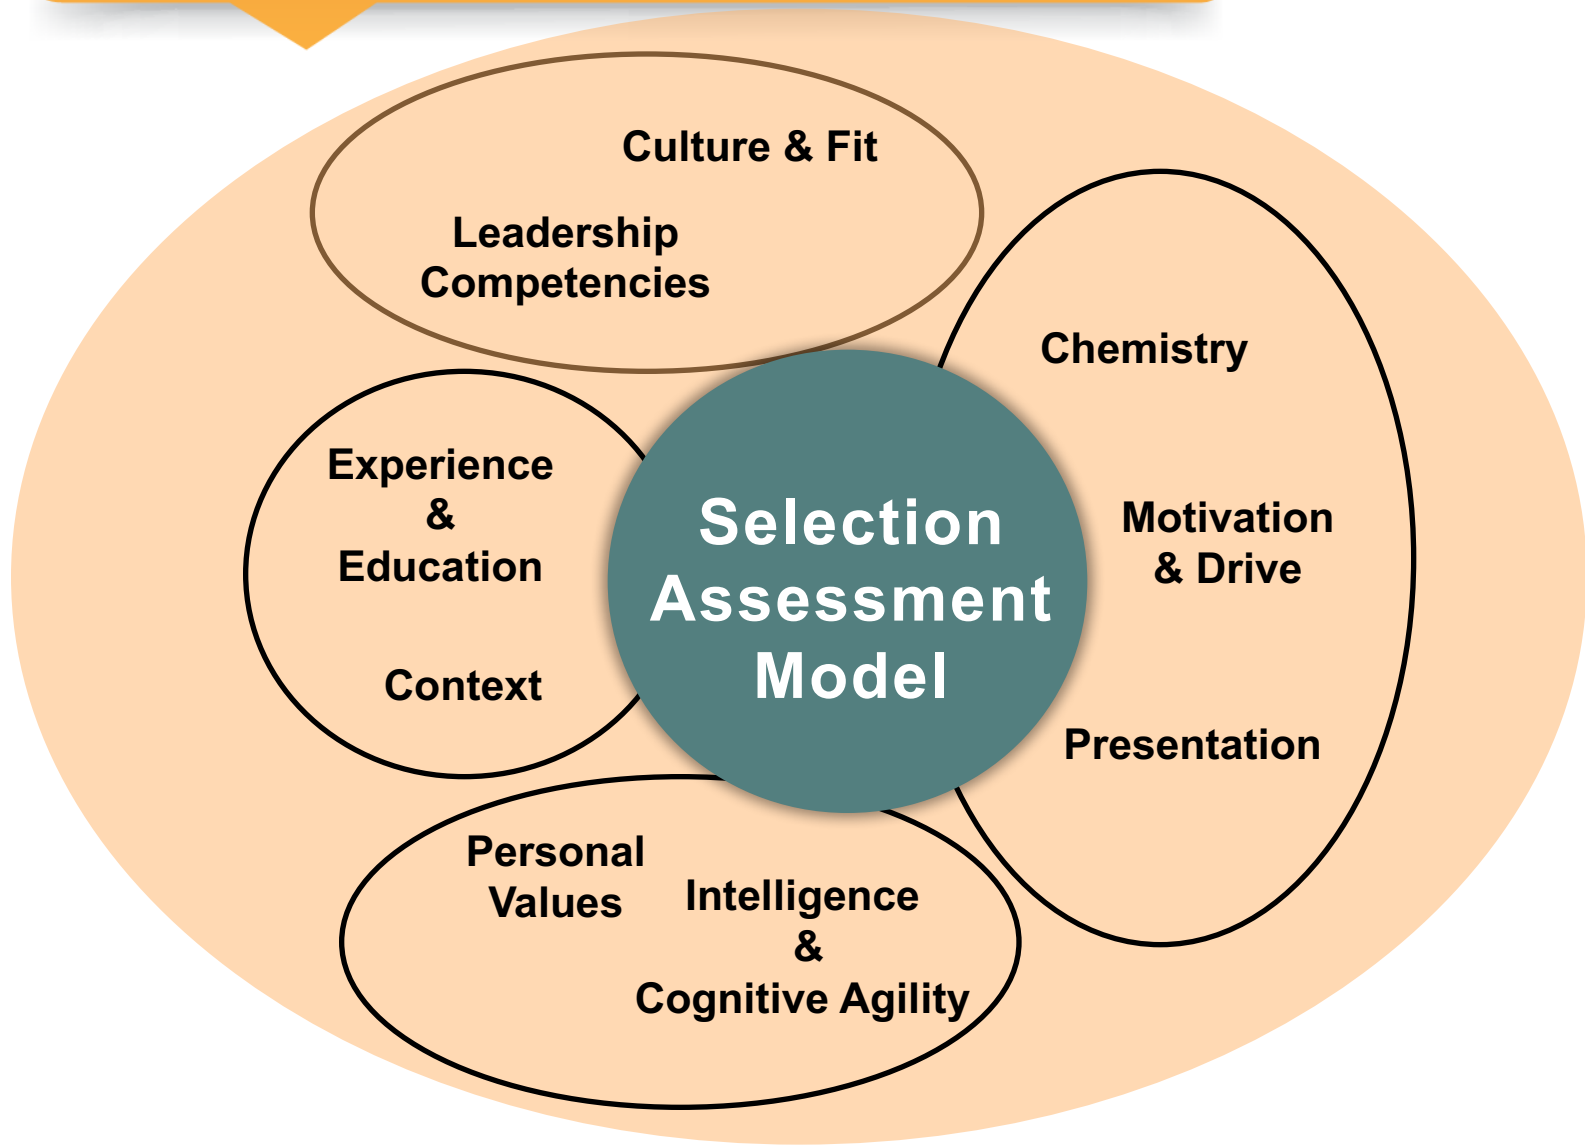 Culture & Fit
Leadership
Competencies
Chemistry
Experience
&
Education
Context
Selection
Assessment
Model
Motivation
& Drive
Presentation
Personal
Values
Intelligence
&
Cognitive Agility